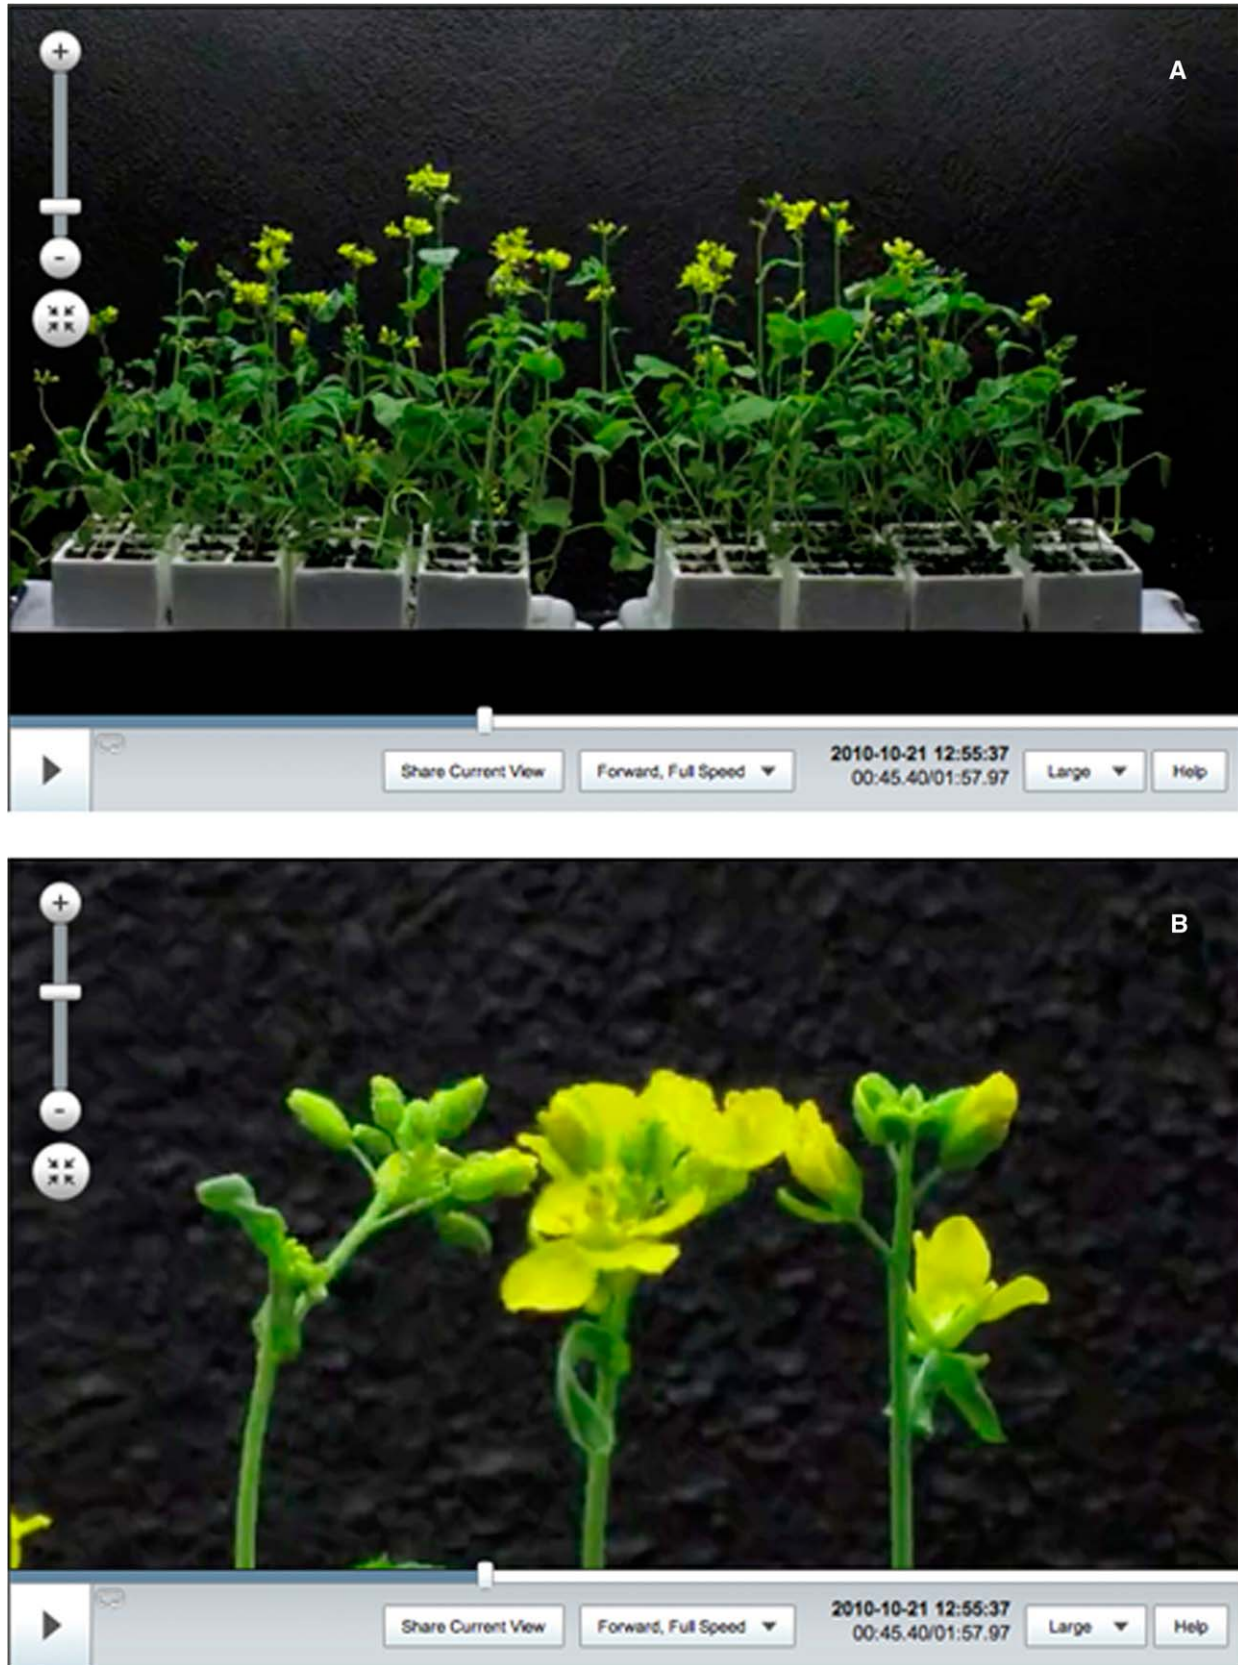 +
A
-
Share Current View
Forward, Full Speed
2010-10-21 12:55:37
00:45.40/01:57.97
Large
Help
+
B
-
Share Current View
Forward, Full Speed
2010-10-21 12:55:37
00:45.40/01:57.97
Large
Help